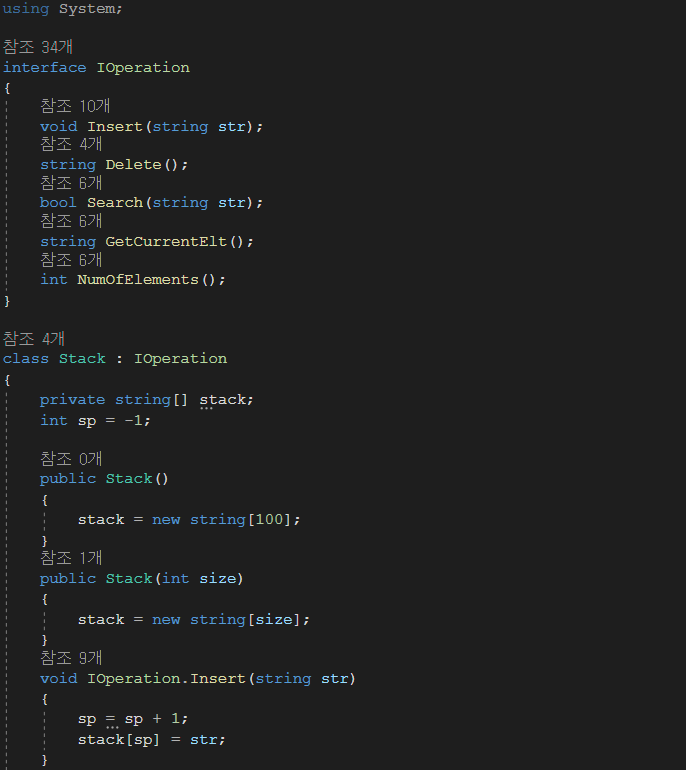 using System;
참조 34개
interface IOperation
{
참조 10개
void Insert(string str);
참조 4개
string Delete();
참조 6개
bool Search(string str);
참조 6개
string GetCurrentElt();
참조 6개
int NumOfElements();
}
참조 4개
class Stack : IOperation
{
private string[] stack;
int sp = -1;
참조 0개
public Stack()
{
stack = new string[100];
}
참조 1개
public Stack(int size)
{
stack = new string[size];
}
참조 9개
void IOperation.Insert(string str)
{
sp = sp + 1;
stack[sp] = str;
}